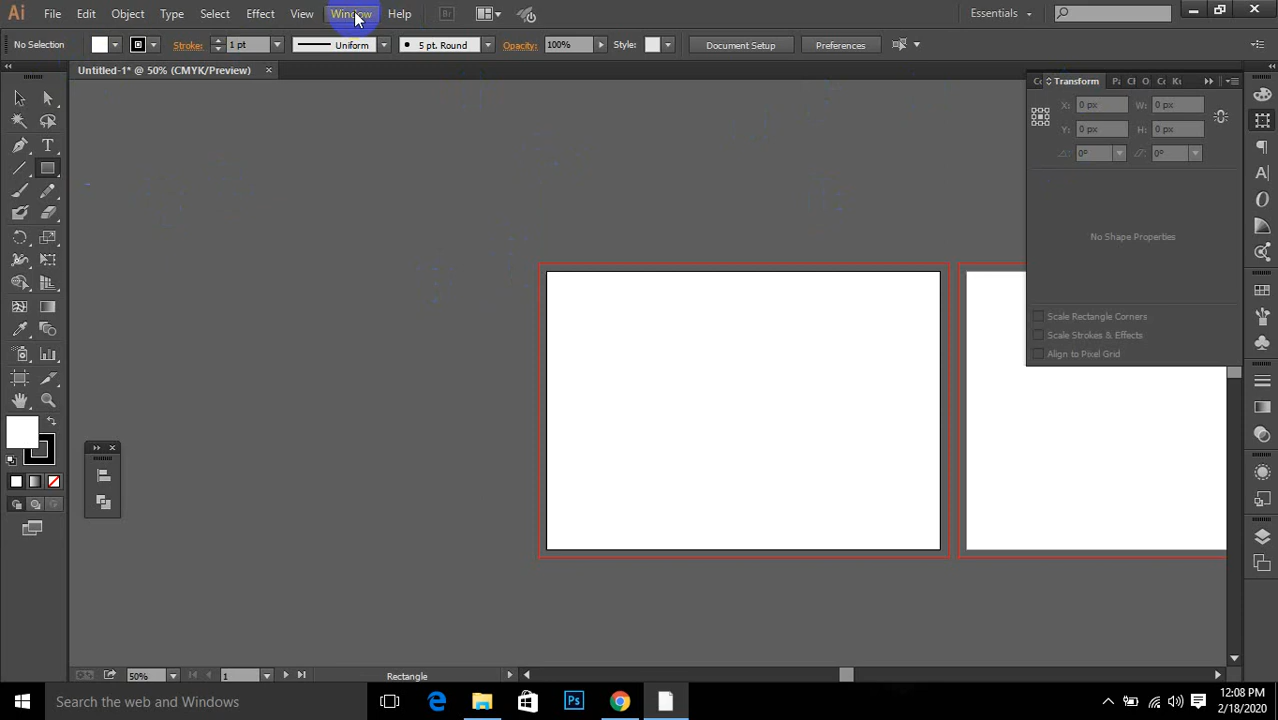 Ai File Edit Object Type Select Effect View Window Help Br Essentials
No Selection Stroke: 1 pt Uniform 5 pt. Round Opacity: 100% Style: Document Setup Preferences
Untitled-1* @ 50% (CMYK/Preview)
Transform
X: 0 px W: 0 px
Y: 0 px H: 0 px
0° 0°
No Shape Properties
Scale Rectangle Corners
Scale Strokes & Effects
Align to Pixel Grid
50% 1 Rectangle
Search the web and Windows
Ps
12:08 PM
2/18/2020